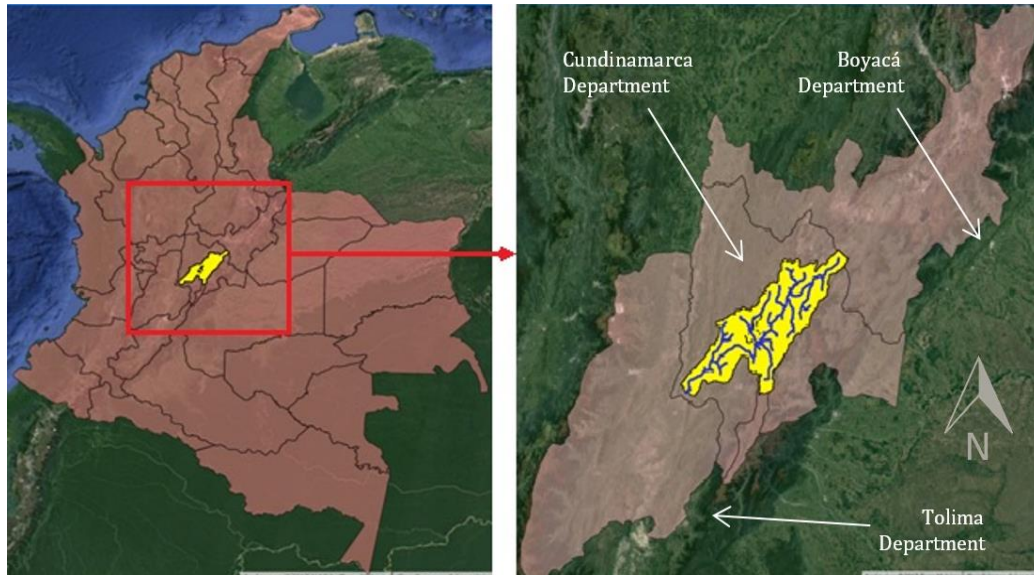 Cundinamarca
Department
Boyacá
Department
N
Tolima
Department